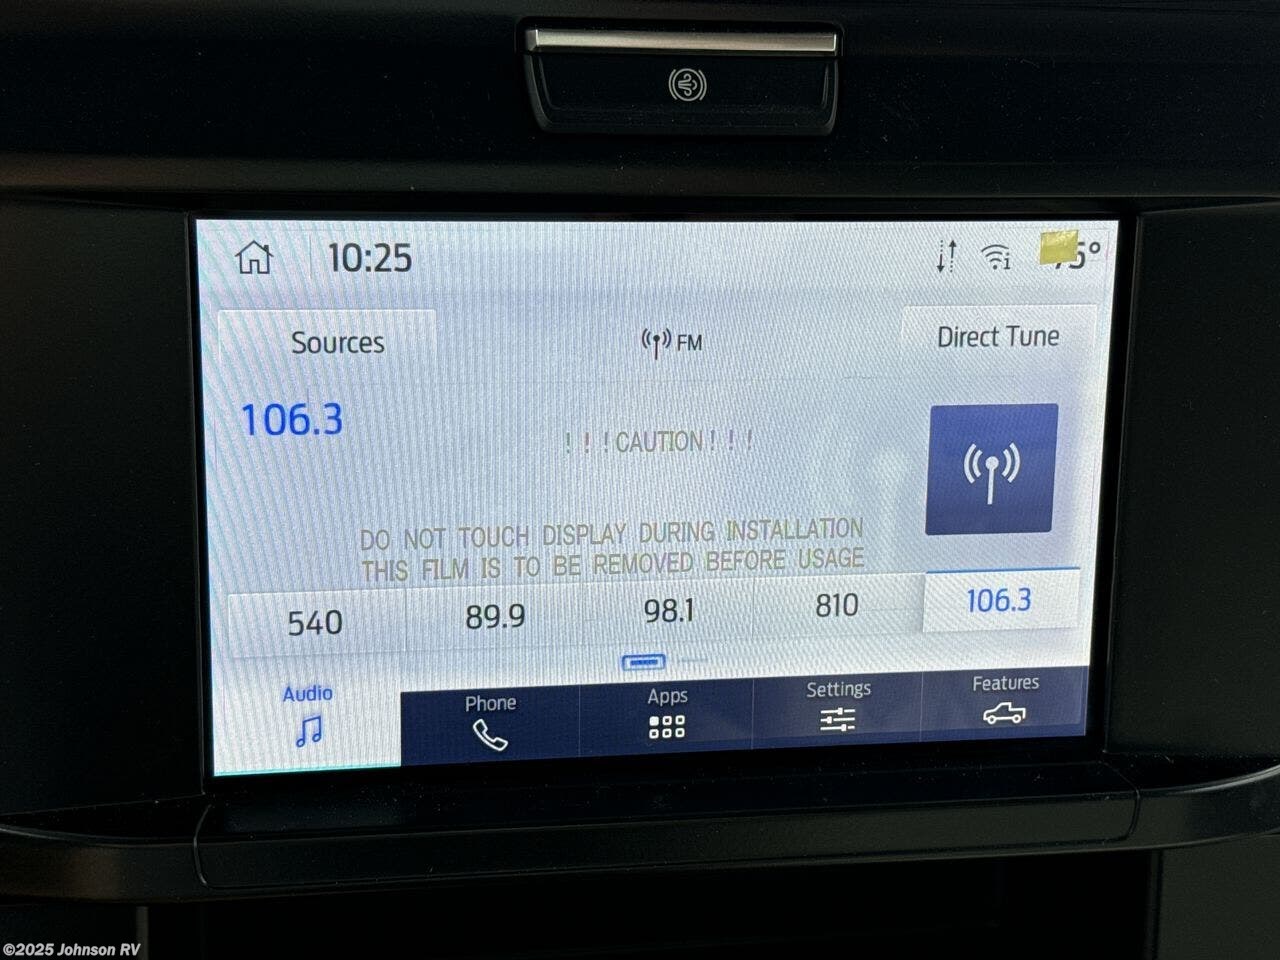 10:25
Sources
FM
Direct Tune
106.3
! ! ! CAUTION ! ! !
DO NOT TOUCH DISPLAY DURING INSTALLATION
THIS FILM IS TO BE REMOVED BEFORE USAGE
540 89.9 98.1 810 106.3
Audio Phone Apps Settings Features
©2025 Johnson RV